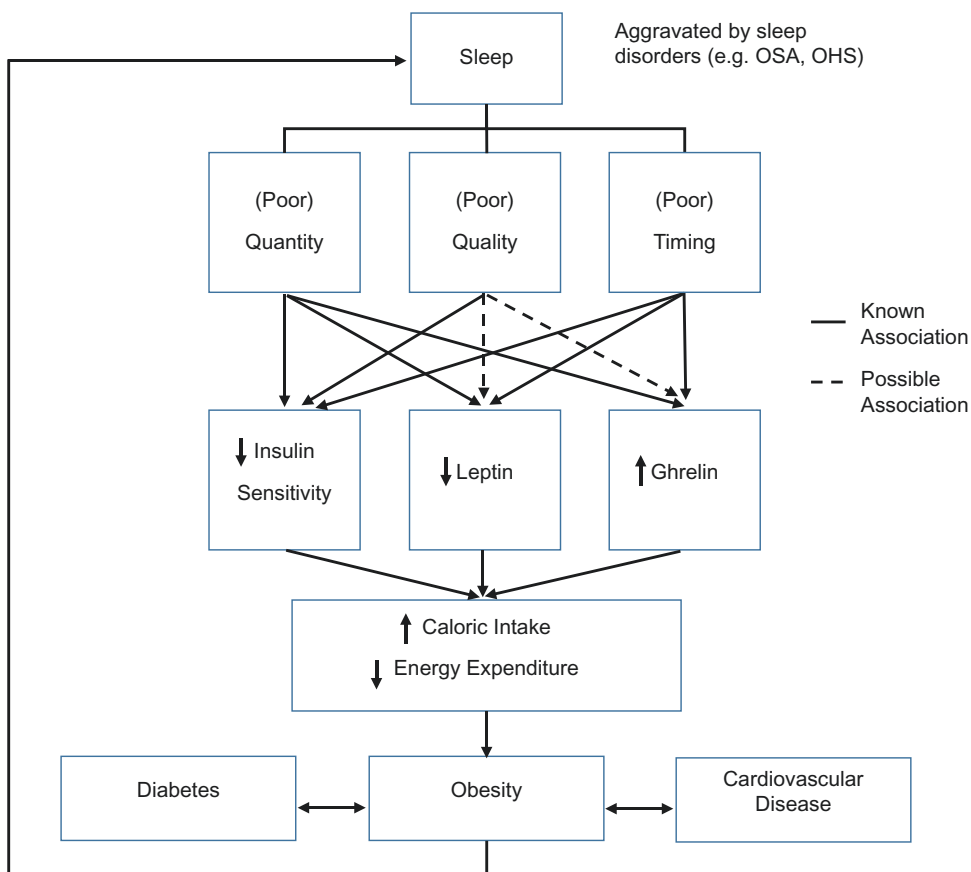 Sleep
Aggravated by sleep
disorders (e.g. OSA, OHS)
(Poor)
Quantity
(Poor)
Quality
(Poor)
Timing
Known
Association
Possible
Association
↓ Insulin
Sensitivity
↓ Leptin
↑ Ghrelin
↑ Caloric Intake
↓ Energy Expenditure
Diabetes
Obesity
Cardiovascular
Disease